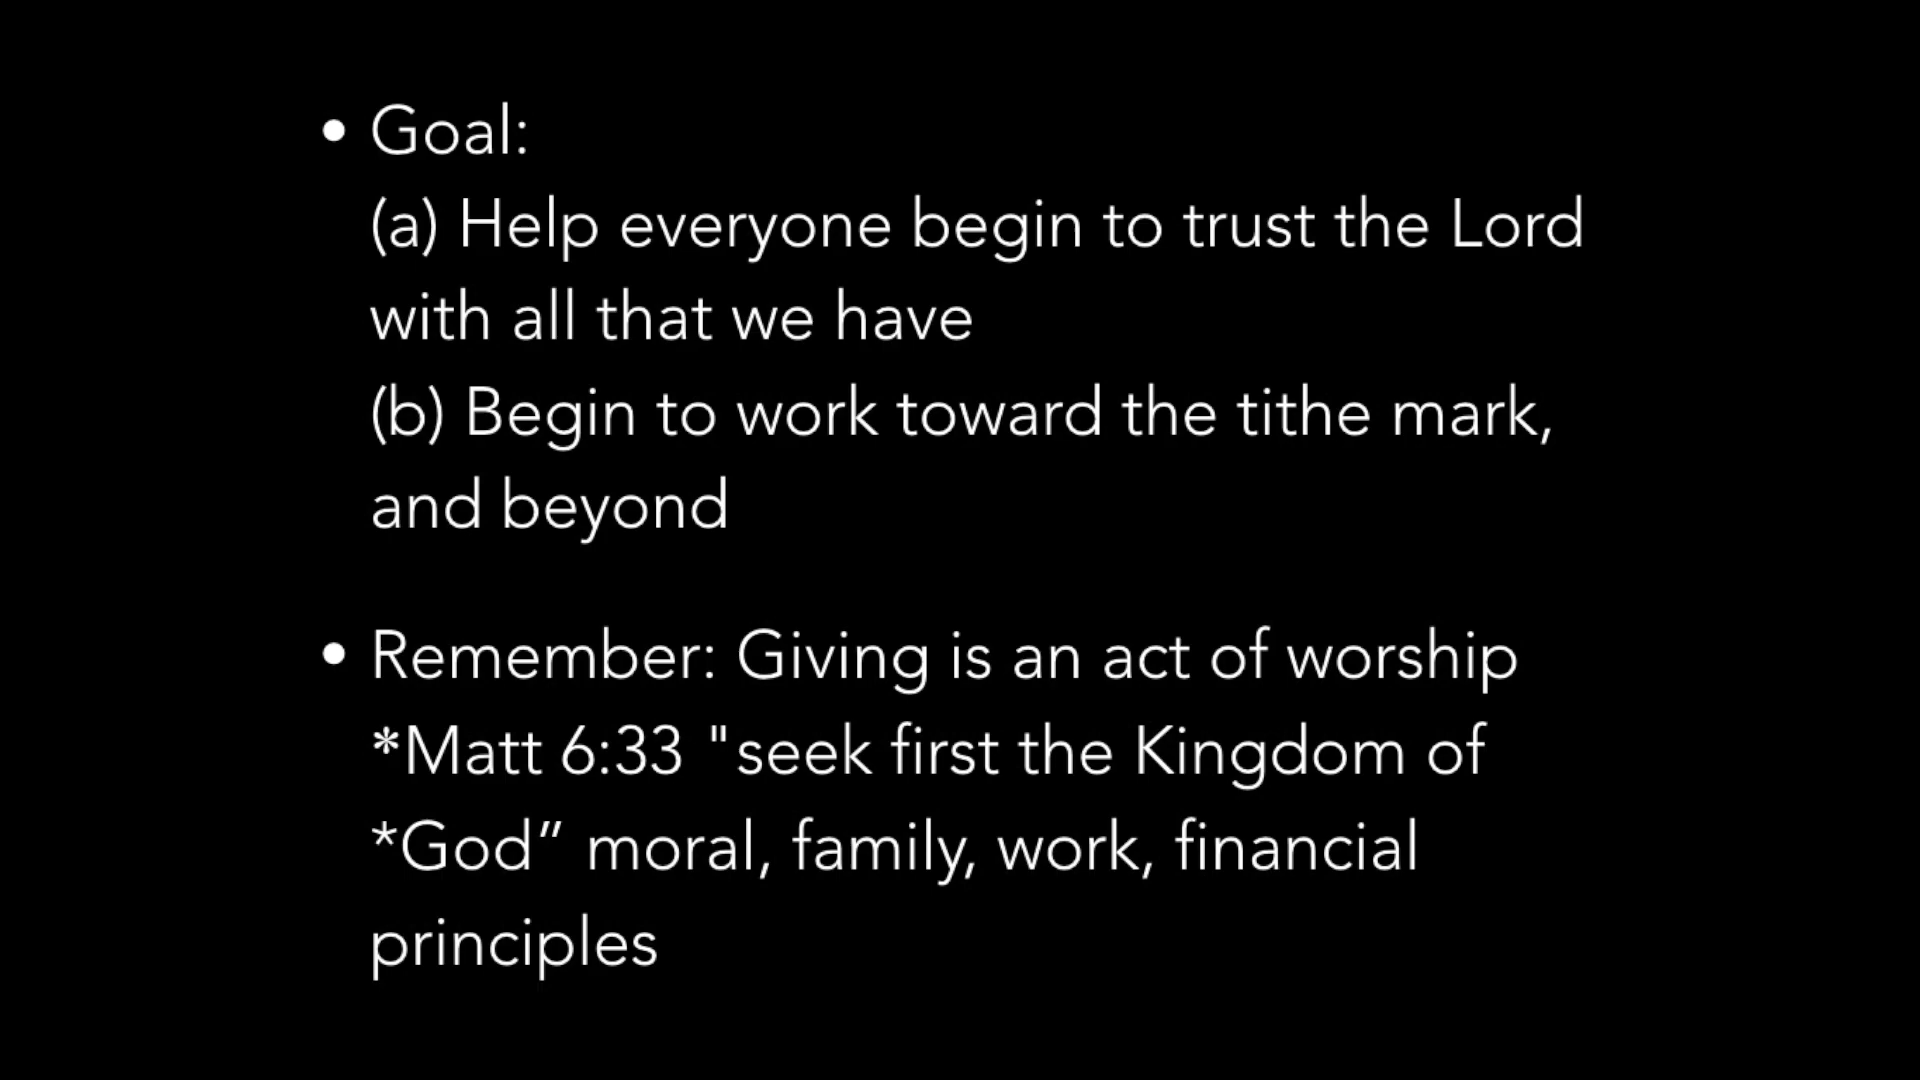 • Goal:
(a) Help everyone begin to trust the Lord
with all that we have
(b) Begin to work toward the tithe mark,
and beyond
• Remember: Giving is an act of worship
*Matt 6:33 "seek first the Kingdom of
*God” moral, family, work, financial
principles